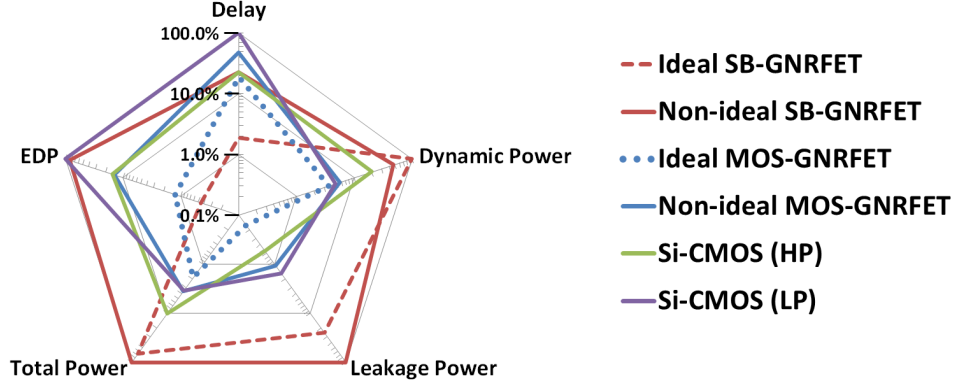 Delay
100.0%
10.0%
1.0%
0.1%
EDP
Dynamic Power
Total Power
Leakage Power
Ideal SB-GNRFET
Non-ideal SB-GNRFET
Ideal MOS-GNRFET
Non-ideal MOS-GNRFET
Si-CMOS (HP)
Si-CMOS (LP)